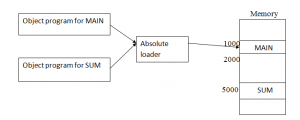 Memory
Object program for MAIN
Absolute
loader
1000
MAIN
2000
Object program for SUM
5000
SUM